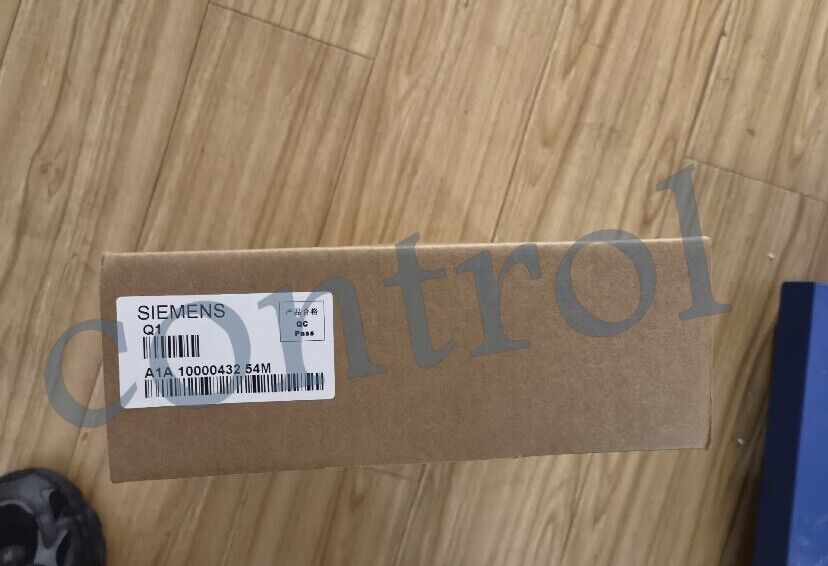 SIEMENS
Q1
产品合格
QC
Pass
A1A 10000432 54M
control